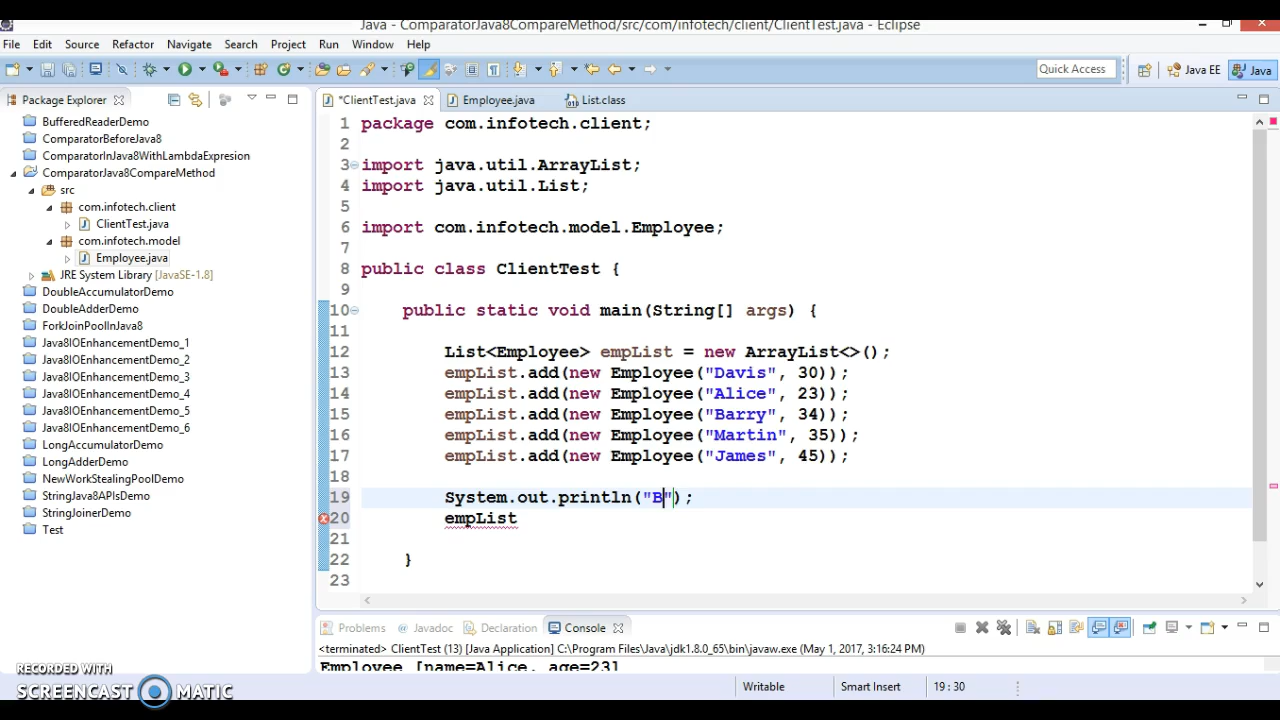 Java - ComparatorJava8CompareMethod/src/com/infotech/client/ClientTest.java - Eclipse
File Edit Source Refactor Navigate Search Project Run Window Help
Quick Access
Java EE
Java
Package Explorer
*ClientTest.java
Employee.java
List.class
BufferedReaderDemo
ComparatorBeforeJava8
ComparatorInJava8WithLambdaExpresion
ComparatorJava8CompareMethod
src
com.infotech.client
ClientTest.java
com.infotech.model
Employee.java
JRE System Library [JavaSE-1.8]
DoubleAccumulatorDemo
DoubleAdderDemo
ForkJoinPoolInJava8
Java8IOEnhancementDemo_1
Java8IOEnhancementDemo_2
Java8IOEnhancementDemo_3
Java8IOEnhancementDemo_4
Java8IOEnhancementDemo_5
Java8IOEnhancementDemo_6
LongAccumulatorDemo
LongAdderDemo
NewWorkStealingPoolDemo
StringJava8APIsDemo
StringJoinerDemo
Test
1 package com.infotech.client;
2
3 import java.util.ArrayList;
4 import java.util.List;
5
6 import com.infotech.model.Employee;
7
8 public class ClientTest {
9
10 public static void main(String[] args) {
11
12 List<Employee> empList = new ArrayList<>();
13 empList.add(new Employee("Davis", 30));
14 empList.add(new Employee("Alice", 23));
15 empList.add(new Employee("Barry", 34));
16 empList.add(new Employee("Martin", 35));
17 empList.add(new Employee("James", 45));
18
19 System.out.println("B");
20 empList
21
22 }
23
Problems Javadoc Declaration Console
<terminated> ClientTest (13) [Java Application] C:\Program Files\Java\jdk1.8.0_65\bin\javaw.exe (May 1, 2017, 3:16:24 PM)
Employee [name=Alice, age=23]
Writable Smart Insert 19 : 30
RECORDED WITH
SCREENCAST MATIC